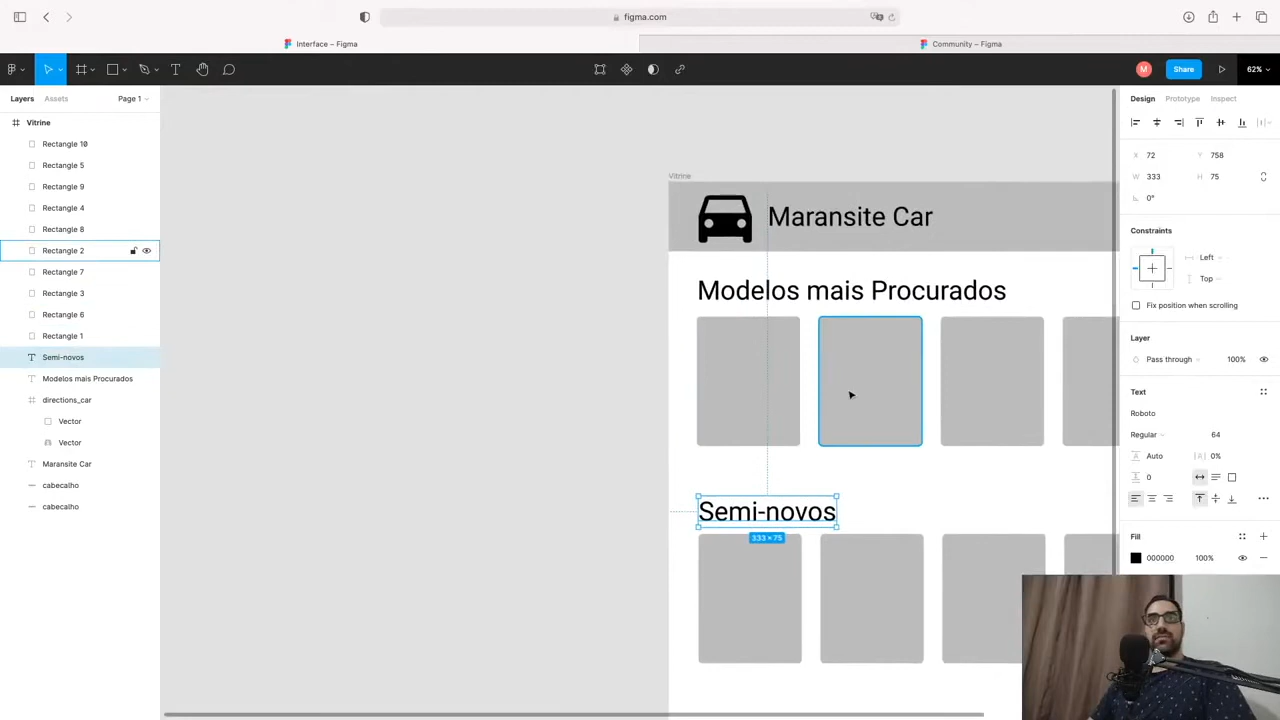 figma.com
Interface – Figma
Community – Figma
Share
62%
M
Layers
Assets
Page 1
Design
Prototype
Inspect
Vitrine
Rectangle 10
Rectangle 5
Rectangle 9
Rectangle 4
Rectangle 8
Rectangle 2
Rectangle 7
Rectangle 3
Rectangle 6
Rectangle 1
Semi-novos
Modelos mais Procurados
directions_car
Vector
Vector
Maransite Car
cabecalho
cabecalho
Vitrine
Maransite Car
Modelos mais Procurados
Semi-novos
333 × 75
X 72 Y 758
W 333 H 75
0°
Constraints
Left
Top
Fix position when scrolling
Layer
Pass through 100%
Text
Roboto
Regular 64
Auto 0%
0
Fill
000000 100%